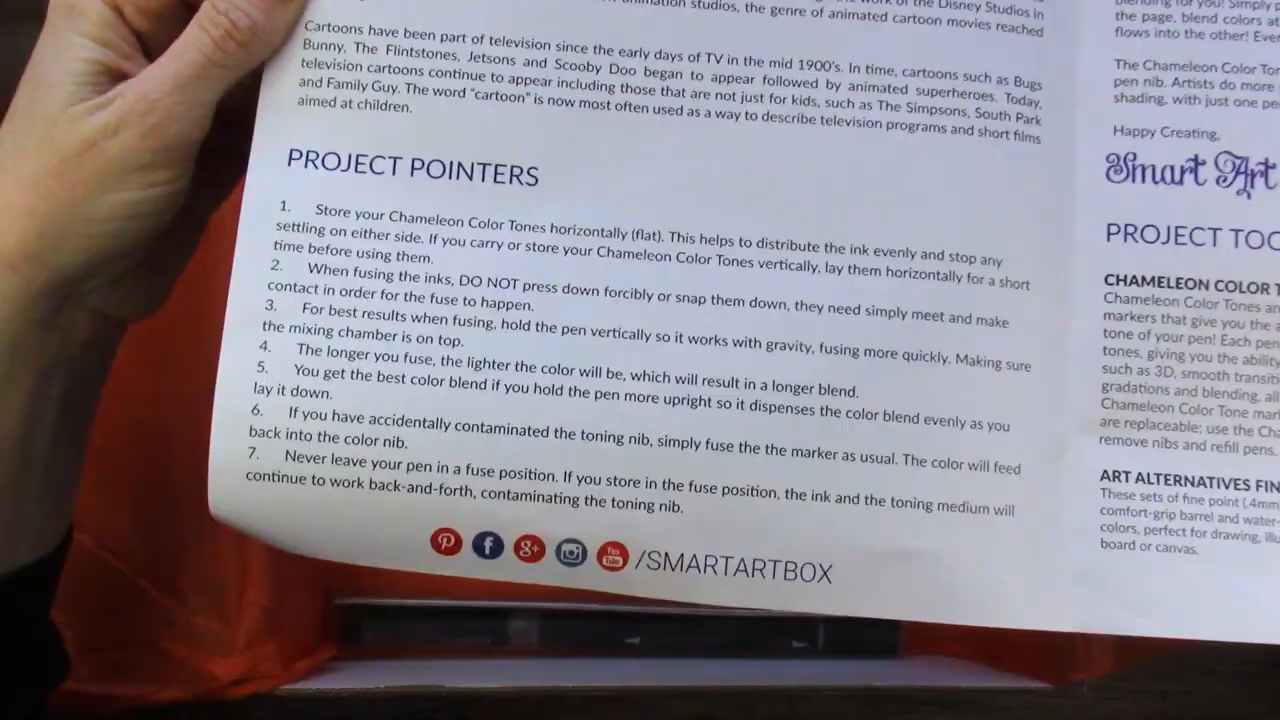 animation studios, the genre of animated cartoon movies reached
work of the Disney Studios in
Cartoons have been part of television since the early days of TV in the mid 1900's. In time, cartoons such as Bugs
Bunny, The Flintstones, Jetsons and Scooby Doo began to appear followed by animated superheroes. Today,
television cartoons continue to appear including those that are not just for kids, such as The Simpsons, South Park
and Family Guy. The word "cartoon" is now most often used as a way to describe television programs and short films
aimed at children.
PROJECT POINTERS
1. Store your Chameleon Color Tones horizontally (flat). This helps to distribute the ink evenly and stop any
settling on either side. If you carry or store your Chameleon Color Tones vertically, lay them horizontally for a short
time before using them.
2. When fusing the inks, DO NOT press down forcibly or snap them down, they need simply meet and make
contact in order for the fuse to happen.
3. For best results when fusing, hold the pen vertically so it works with gravity, fusing more quickly. Making sure
the mixing chamber is on top.
4. The longer you fuse, the lighter the color will be, which will result in a longer blend.
5. You get the best color blend if you hold the pen more upright so it dispenses the color blend evenly as you
lay it down.
6. If you have accidentally contaminated the toning nib, simply fuse the the marker as usual. The color will feed
back into the color nib.
7. Never leave your pen in a fuse position. If you store in the fuse position, the ink and the toning medium will
continue to work back-and-forth, contaminating the toning nib.
g+
You
Tube
/SMARTARTBOX
blending for you! Simply
the page, blend colors
flows into the other!
The Chameleon Color
pen nib. Artists do more
shading, with just one
Happy Creating,
Smart Art
PROJECT
CHAMELEON COLOR
Chameleon Color Tones
markers that give you the
tone of your pen! Each pen
tones, giving you the ability
such as 3D, smooth
gradations and blending,
Chameleon Color Tone
are replaceable; use the
remove nibs and refill pens.
ART ALTERNATIVES
These sets of fine point (.4mm
comfort-grip barrel and
colors, perfect for drawing,
board or canvas.